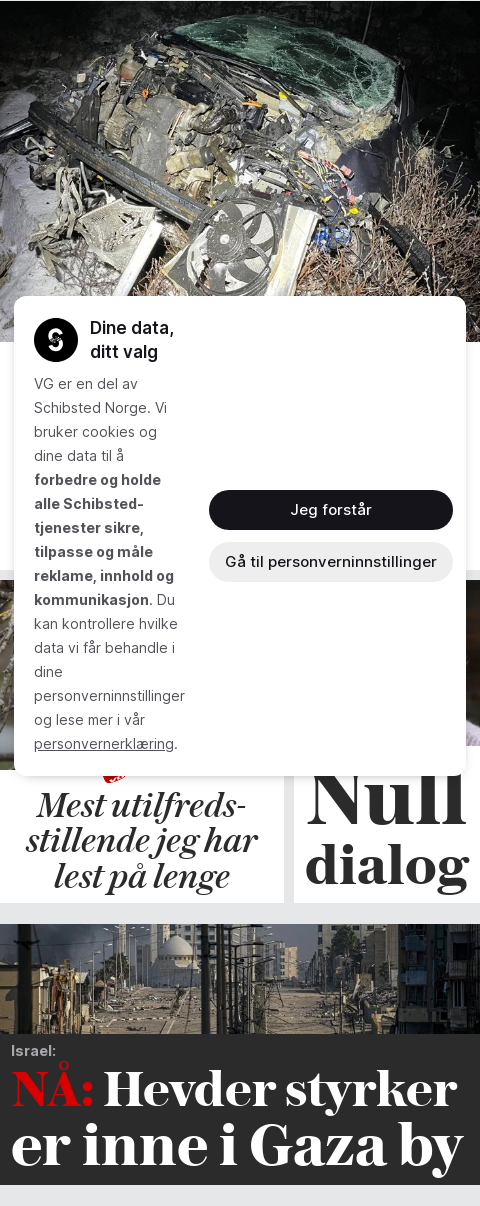 Dine data,
ditt valg
VG er en del av
Schibsted Norge. Vi
bruker cookies og
dine data til å
forbedre og holde
alle Schibsted-
tjenester sikre,
tilpasse og måle
reklame, innhold og
kommunikasjon. Du
kan kontrollere hvilke
data vi får behandle i
dine
personverninnstillinger
og lese mer i vår
personvernerklæring.
Jeg forstår
Gå til personverninnstillinger
Mest utilfreds-
stillende jeg har
lest på lenge
Null
dialog
Israel:
NÅ: Hevder styrker
er inne i Gaza by